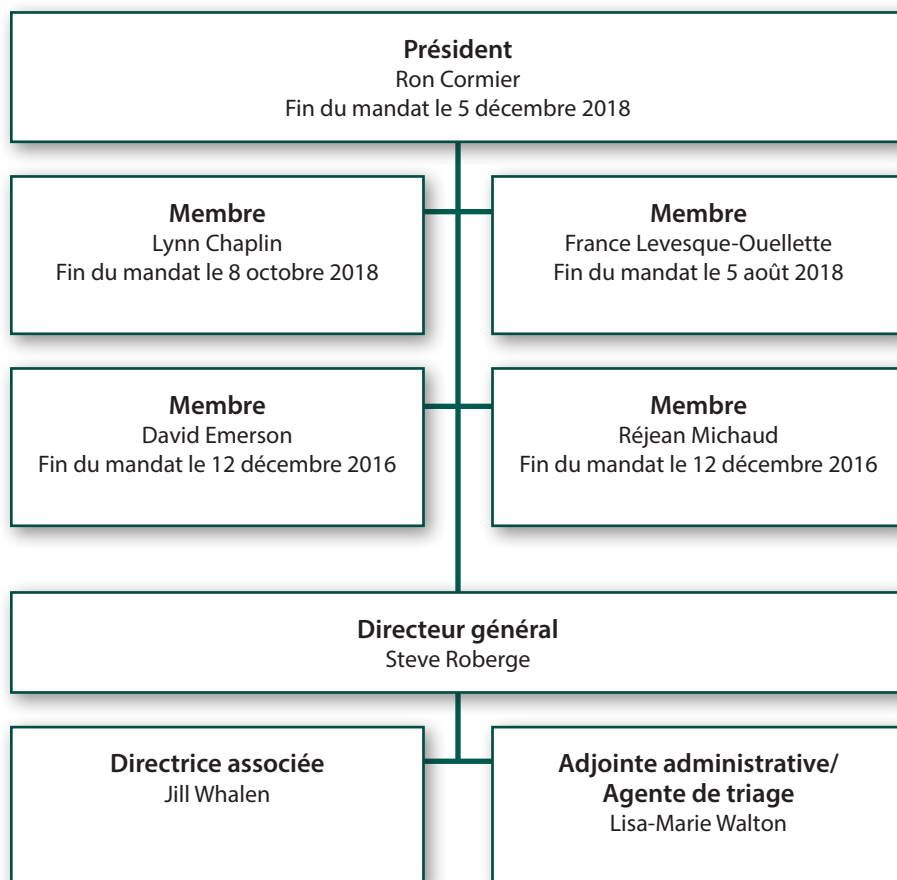 Président
Ron Cormier
Fin du mandat le 5 décembre 2018
Membre
Lynn Chaplin
Fin du mandat le 8 octobre 2018
Membre
France Levesque-Ouellette
Fin du mandat le 5 août 2018
Membre
David Emerson
Fin du mandat le 12 décembre 2016
Membre
Réjean Michaud
Fin du mandat le 12 décembre 2016
Directeur général
Steve Roberge
Directrice associée
Jill Whalen
Adjointe administrative/
Agente de triage
Lisa-Marie Walton